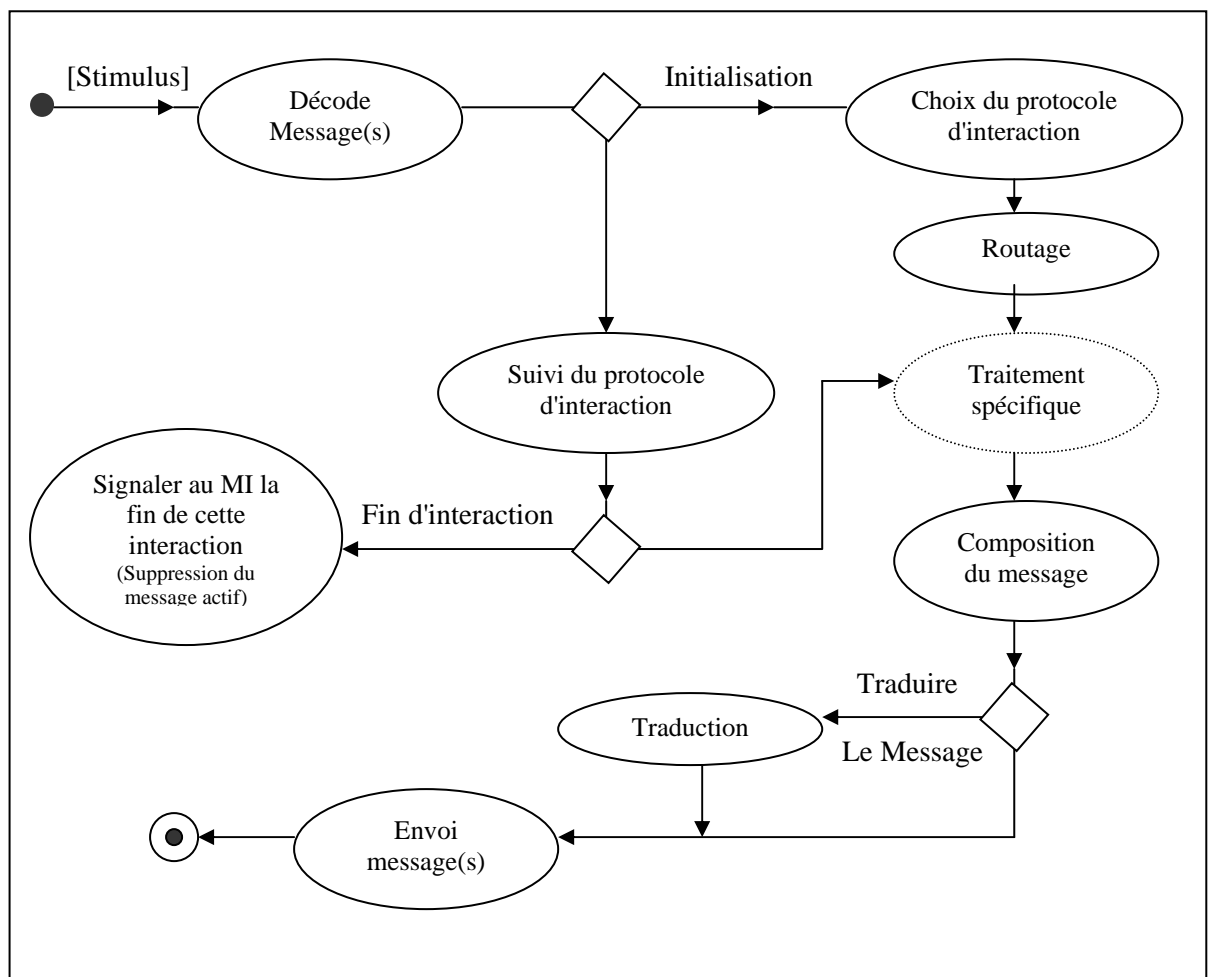 [Stimulus]
Initialisation
Décode
Message(s)
Choix du protocole
d'interaction
Routage
Suivi du protocole
d'interaction
Traitement
spécifique
Signaler au MI la
fin de cette
interaction
(Suppression du
message actif)
Fin d'interaction
Composition
du message
Traduire
Traduction
Le Message
Envoi
message(s)